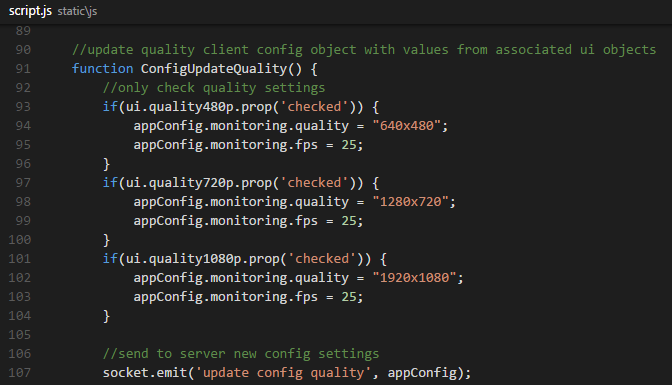 script.js static\js
89
90 //update quality client config object with values from associated ui objects
91 function ConfigUpdateQuality() {
92 //only check quality settings
93 if(ui.quality480p.prop('checked')) {
94 appConfig.monitoring.quality = "640x480";
95 appConfig.monitoring.fps = 25;
96 }
97 if(ui.quality720p.prop('checked')) {
98 appConfig.monitoring.quality = "1280x720";
99 appConfig.monitoring.fps = 25;
100 }
101 if(ui.quality1080p.prop('checked')) {
102 appConfig.monitoring.quality = "1920x1080";
103 appConfig.monitoring.fps = 25;
104 }
105
106 //send to server new config settings
107 socket.emit('update config quality', appConfig);